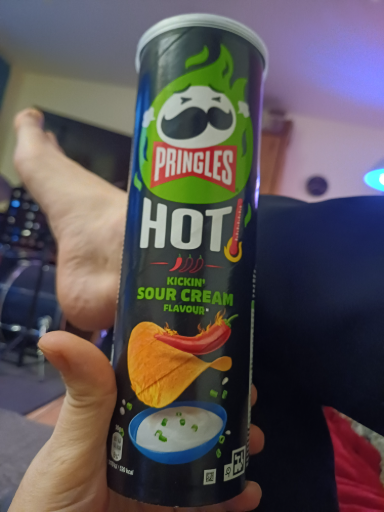 PRINGLES
HOT
KICKIN'
SOUR CREAM
FLAVOUR*